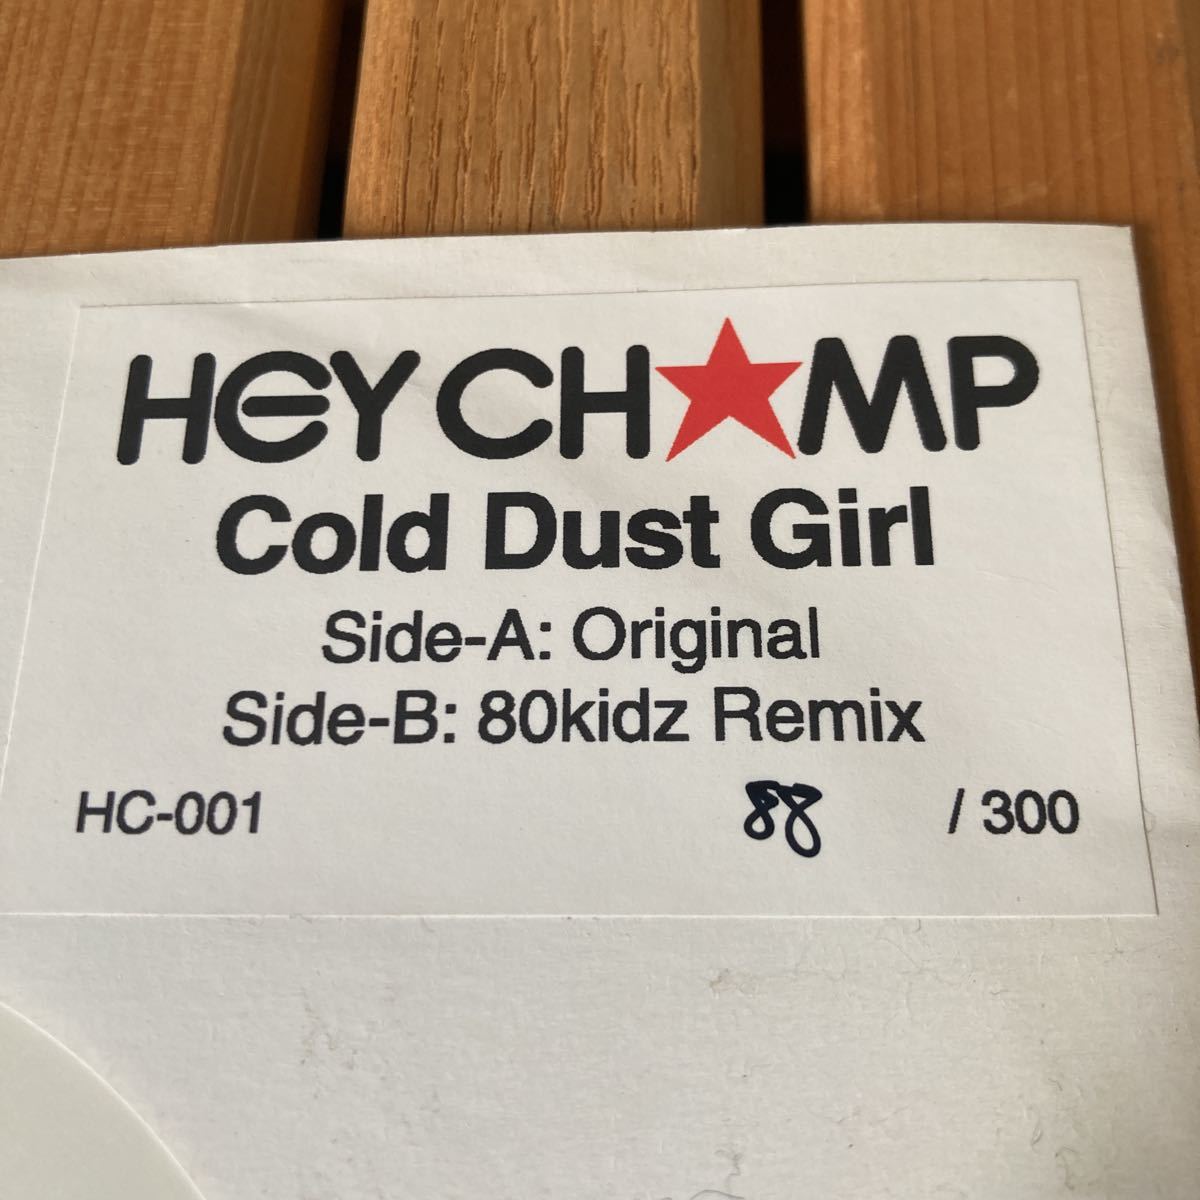 HEY CH★MP
Cold Dust Girl
Side-A: Original
Side-B: 80kidz Remix
HC-001 88 / 300